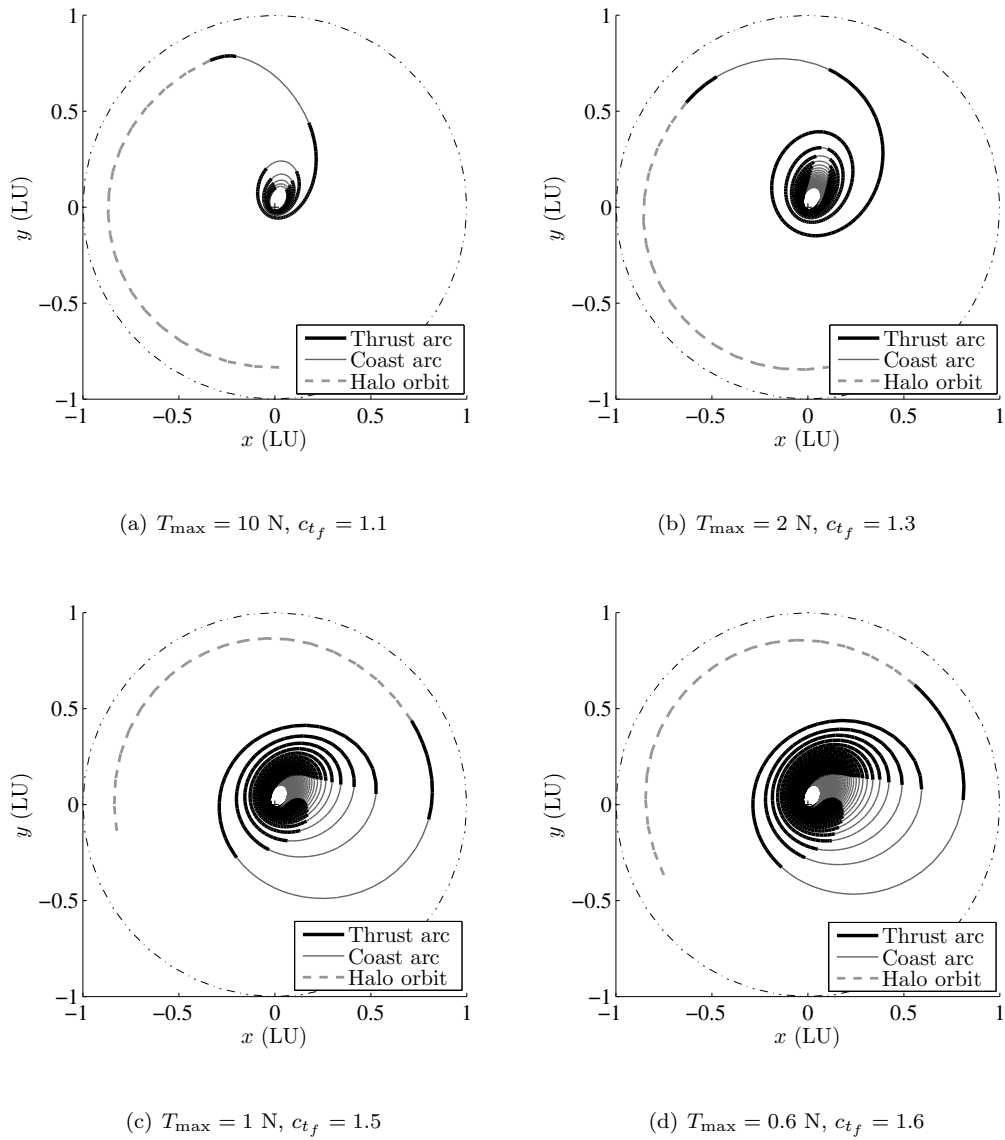 1
0.5
0
−0.5
−1
y (LU)
−1
−0.5
0
0.5
1
x (LU)
Thrust arc
Coast arc
Halo orbit
(a) T_max = 10 N, c_{t_f} = 1.1
1
0.5
0
−0.5
−1
y (LU)
−1
−0.5
0
0.5
1
x (LU)
Thrust arc
Coast arc
Halo orbit
(b) T_max = 2 N, c_{t_f} = 1.3
1
0.5
0
−0.5
−1
y (LU)
−1
−0.5
0
0.5
1
x (LU)
Thrust arc
Coast arc
Halo orbit
(c) T_max = 1 N, c_{t_f} = 1.5
1
0.5
0
−0.5
−1
y (LU)
−1
−0.5
0
0.5
1
x (LU)
Thrust arc
Coast arc
Halo orbit
(d) T_max = 0.6 N, c_{t_f} = 1.6